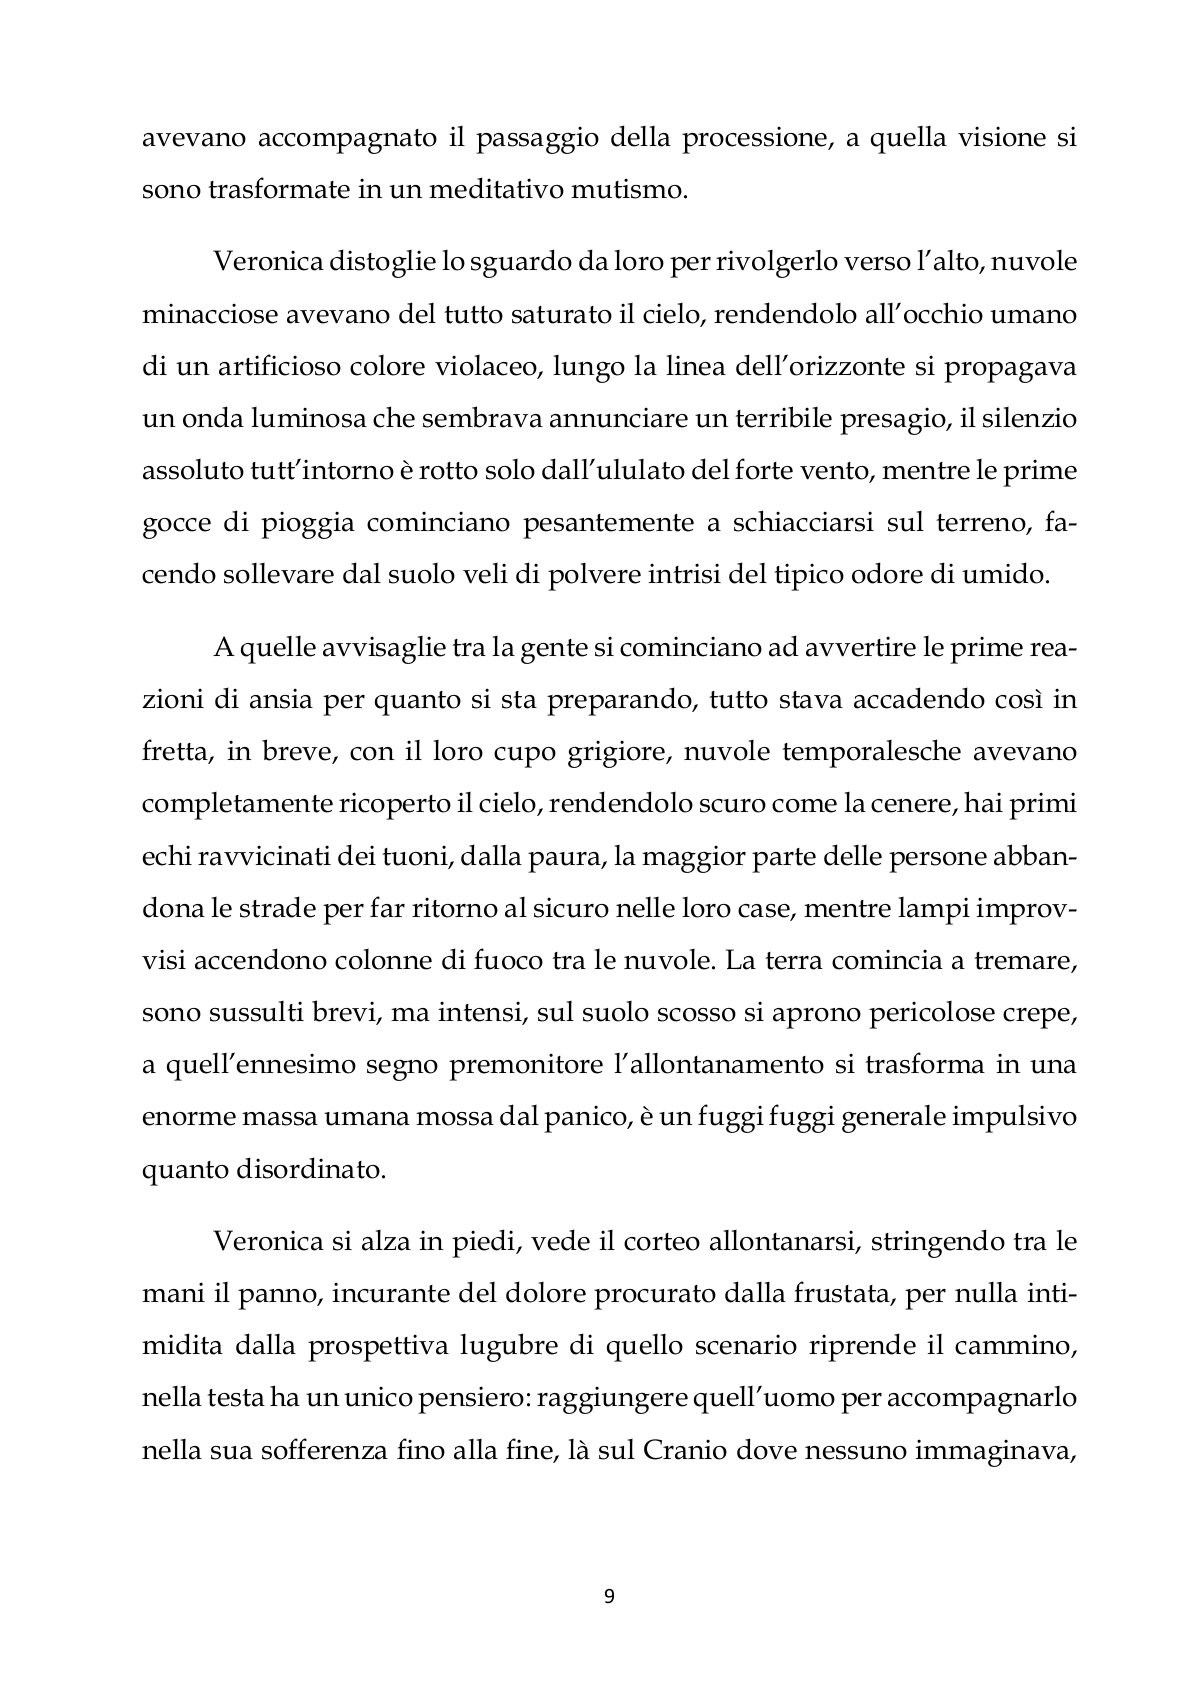 avevano accompagnato il passaggio della processione, a quella visione si
sono trasformate in un meditativo mutismo.
Veronica distoglie lo sguardo da loro per rivolgerlo verso l’alto, nuvole
minacciose avevano del tutto saturato il cielo, rendendolo all’occhio umano
di un artificioso colore violaceo, lungo la linea dell’orizzonte si propagava
un onda luminosa che sembrava annunciare un terribile presagio, il silenzio
assoluto tutt’intorno è rotto solo dall’ululato del forte vento, mentre le prime
gocce di pioggia cominciano pesantemente a schiacciarsi sul terreno, fa-
cendo sollevare dal suolo veli di polvere intrisi del tipico odore di umido.
A quelle avvisaglie tra la gente si cominciano ad avvertire le prime rea-
zioni di ansia per quanto si sta preparando, tutto stava accadendo così in
fretta, in breve, con il loro cupo grigiore, nuvole temporalesche avevano
completamente ricoperto il cielo, rendendolo scuro come la cenere, hai primi
echi ravvicinati dei tuoni, dalla paura, la maggior parte delle persone abban-
dona le strade per far ritorno al sicuro nelle loro case, mentre lampi improv-
visi accendono colonne di fuoco tra le nuvole. La terra comincia a tremare,
sono sussulti brevi, ma intensi, sul suolo scosso si aprono pericolose crepe,
a quell’ennesimo segno premonitore l’allontanamento si trasforma in una
enorme massa umana mossa dal panico, è un fuggi fuggi generale impulsivo
quanto disordinato.
Veronica si alza in piedi, vede il corteo allontanarsi, stringendo tra le
mani il panno, incurante del dolore procurato dalla frustata, per nulla inti-
midita dalla prospettiva lugubre di quello scenario riprende il cammino,
nella testa ha un unico pensiero: raggiungere quell’uomo per accompagnarlo
nella sua sofferenza fino alla fine, là sul Cranio dove nessuno immaginava,
9